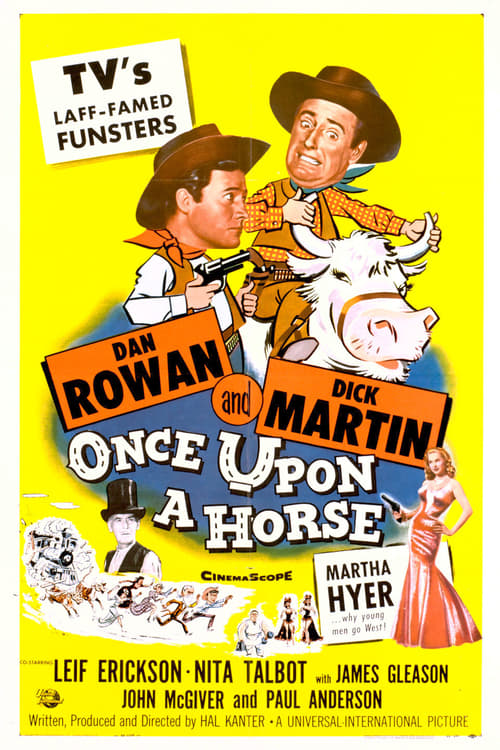 TV's
LAFF-FAMED
FUNSTERS
DAN
ROWAN
and
DICK
MARTIN
ONCE UPON
A HORSE
CINEMASCOPE
MARTHA
HYER
...why young
men go West!
CO-STARRING
LEIF ERICKSON · NITA TALBOT with JAMES GLEASON
JOHN McGIVER and PAUL ANDERSON
Written, Produced and Directed by HAL KANTER · A UNIVERSAL-INTERNATIONAL PICTURE